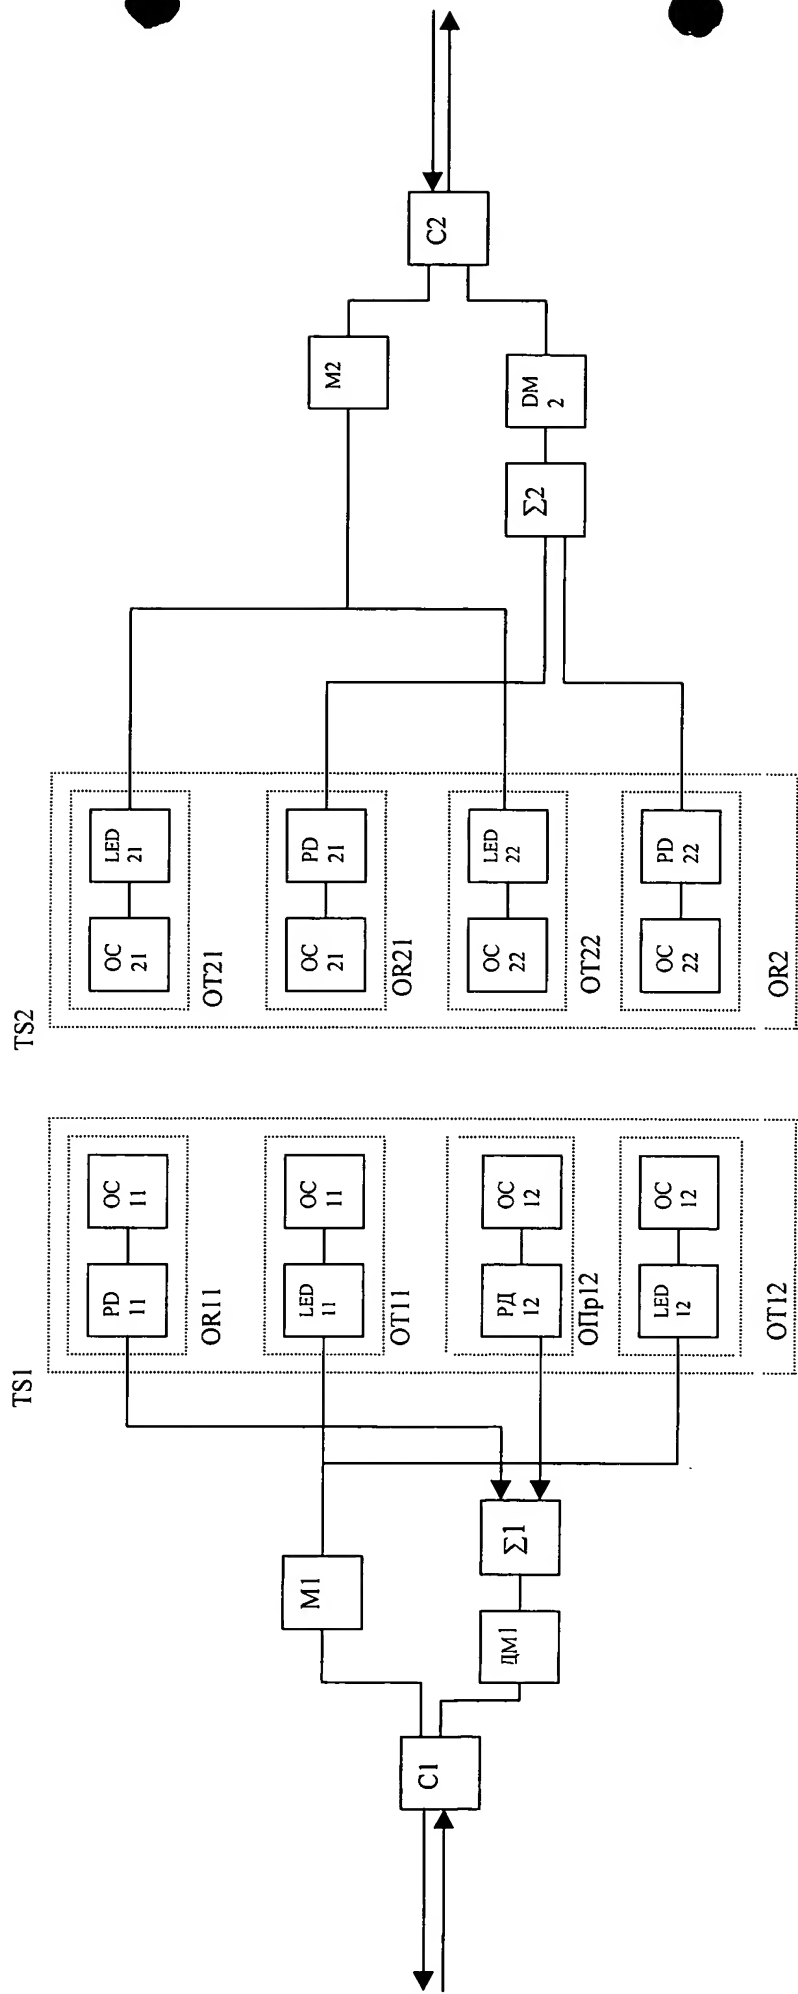 TS1
TS2
PD
11
OC
11
OR11
OC
21
LED
21
OT21
LED
11
OC
11
OT11
OC
21
PD
21
OR21
РД
12
OC
12
ОПр12
OC
22
LED
22
OT22
LED
12
OC
12
OT12
OC
22
PD
22
OR2
C1
M1
ДМ1
Σ1
Σ2
DM
2
M2
C2